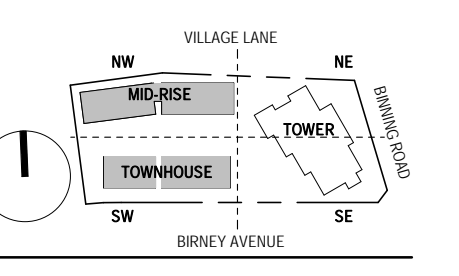 VILLAGE LANE
NW
NE
MID-RISE
BINNING ROAD
TOWER
TOWNHOUSE
SW
SE
BIRNEY AVENUE